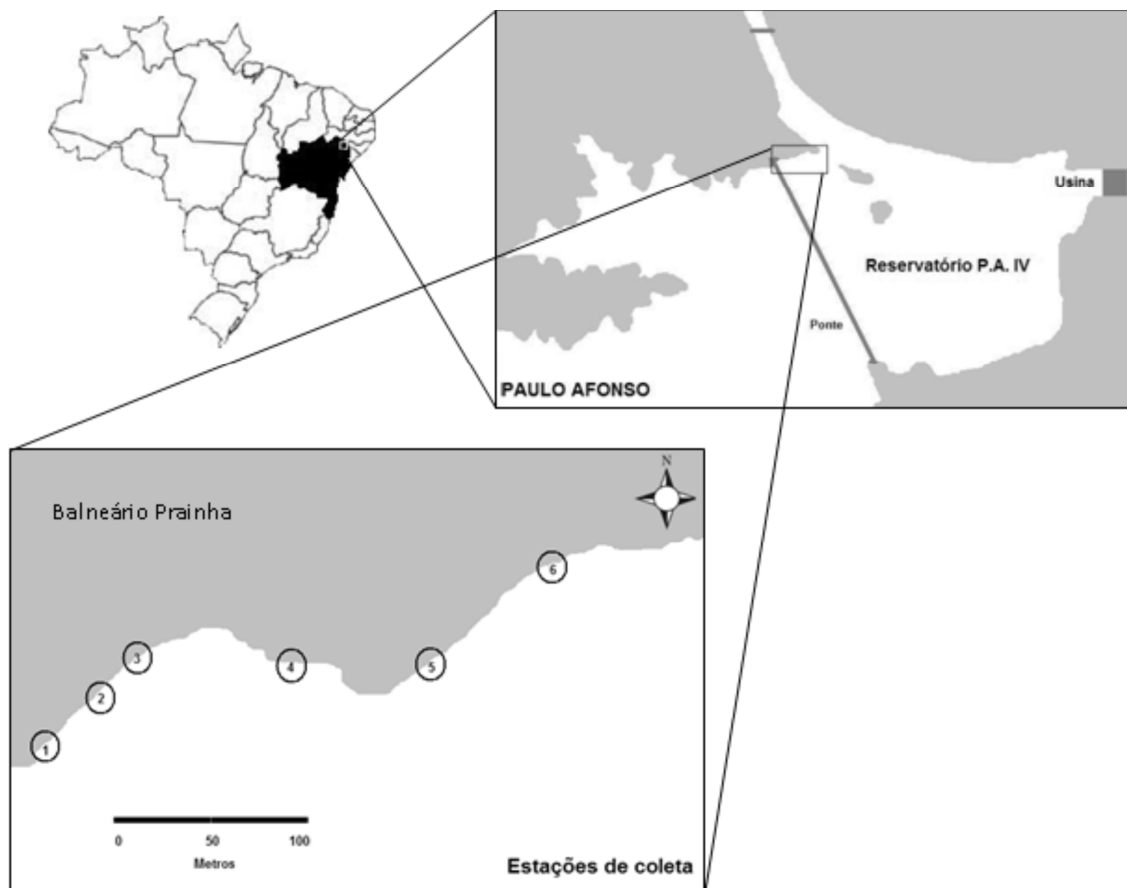 Usina
Reservatório P.A. IV
Ponte
PAULO AFONSO
N
Balneário Prainha
6
3
4
5
2
1
0 50 100
Metros
Estações de coleta